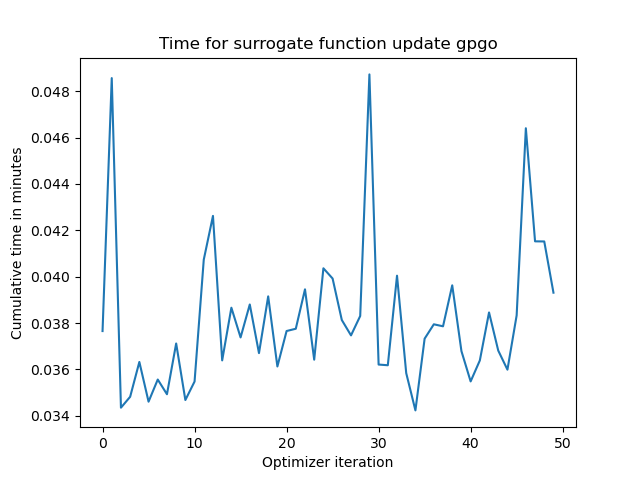 Time for surrogate function update gpgo
0.048
0.046
0.044
0.042
0.040
0.038
0.036
0.034
Cumulative time in minutes
0 10 20 30 40 50
Optimizer iteration